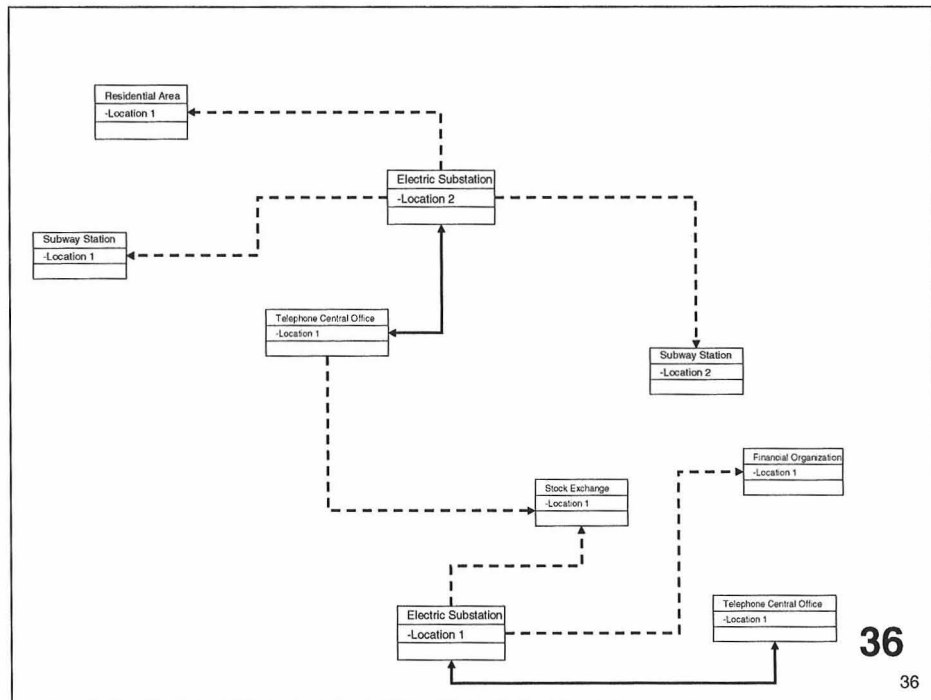 Residential Area
-Location 1
Electric Substation
-Location 2
Subway Station
-Location 1
Telephone Central Office
-Location 1
Subway Station
-Location 2
Financial Organization
-Location 1
Stock Exchange
-Location 1
Electric Substation
-Location 1
Telephone Central Office
-Location 1
36
36